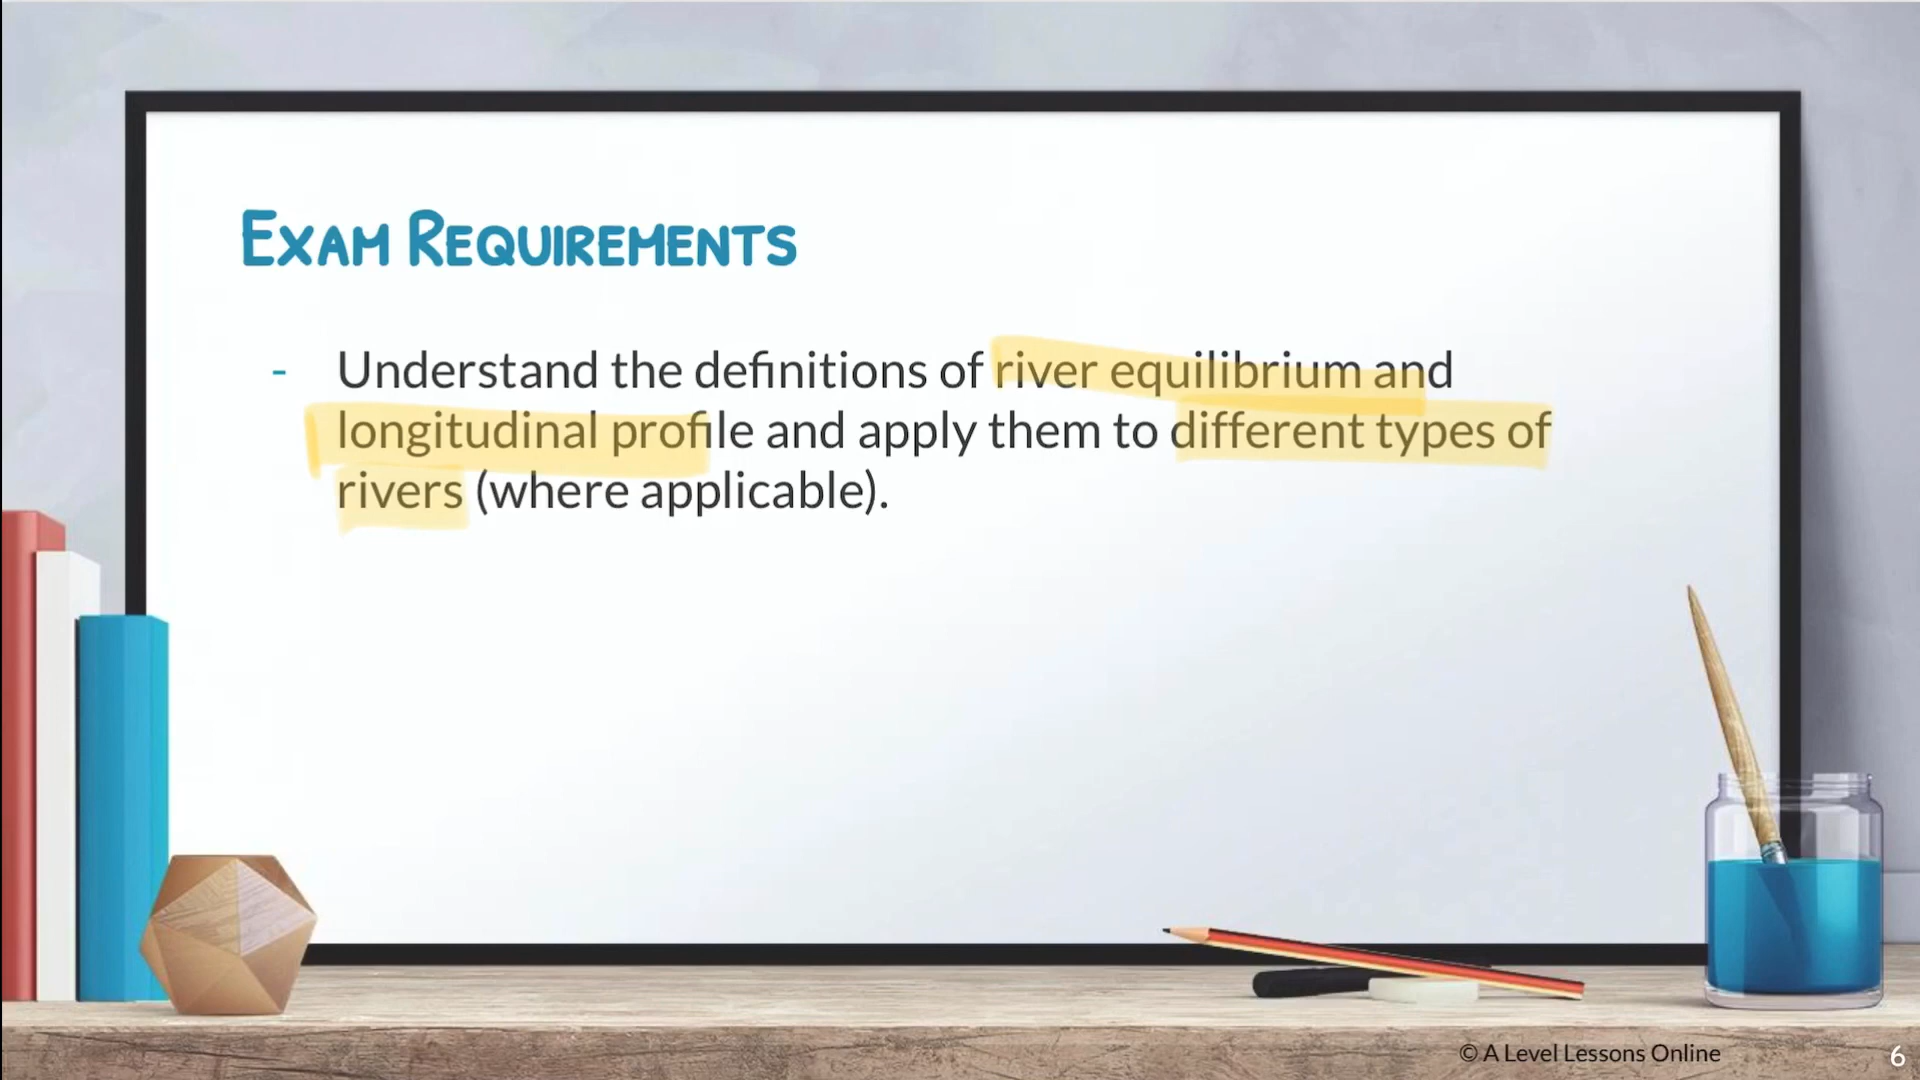 Exam Requirements
- Understand the definitions of river equilibrium and
longitudinal profile and apply them to different types of
rivers (where applicable).
© A Level Lessons Online
6